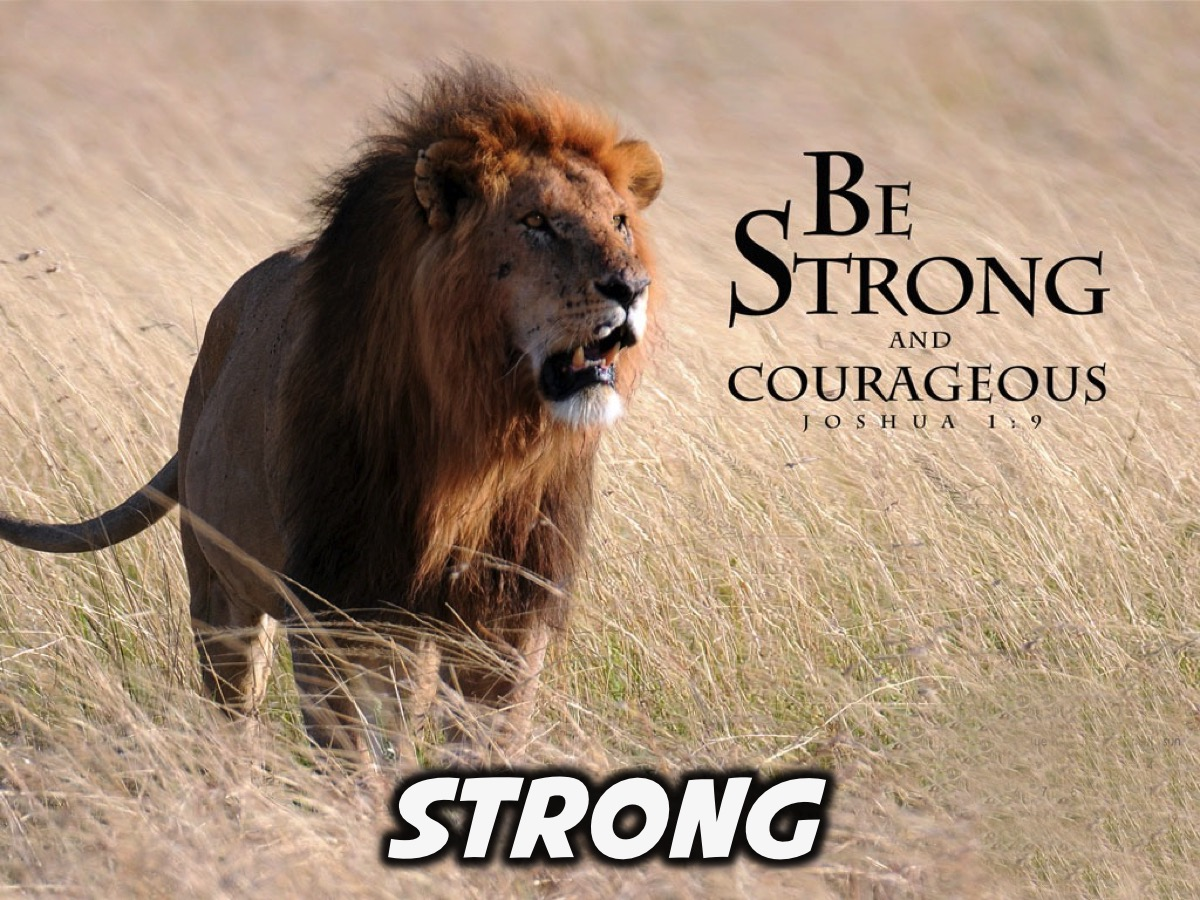 BE
STRONG
AND
COURAGEOUS
JOSHUA 1:9
STRONG